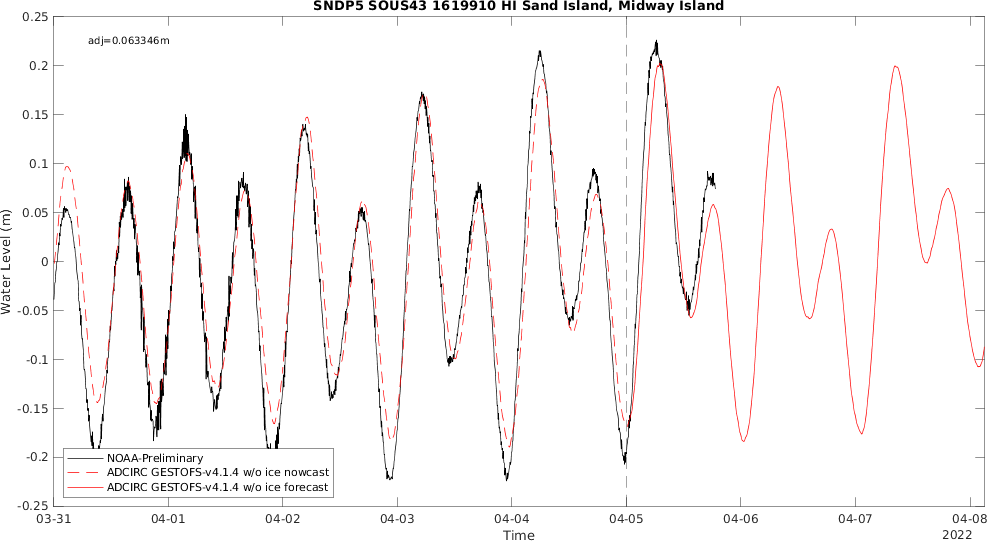 SNDP5 SOUS43 1619910 HI Sand Island, Midway Island
adj=0.063346m
0.25
0.2
0.15
0.1
0.05
0
-0.05
-0.1
-0.15
-0.2
-0.25
Water Level (m)
NOAA-Preliminary
ADCIRC GESTOFS-v4.1.4 w/o ice nowcast
ADCIRC GESTOFS-v4.1.4 w/o ice forecast
03-31 04-01 04-02 04-03 04-04 04-05 04-06 04-07 04-08
Time
2022